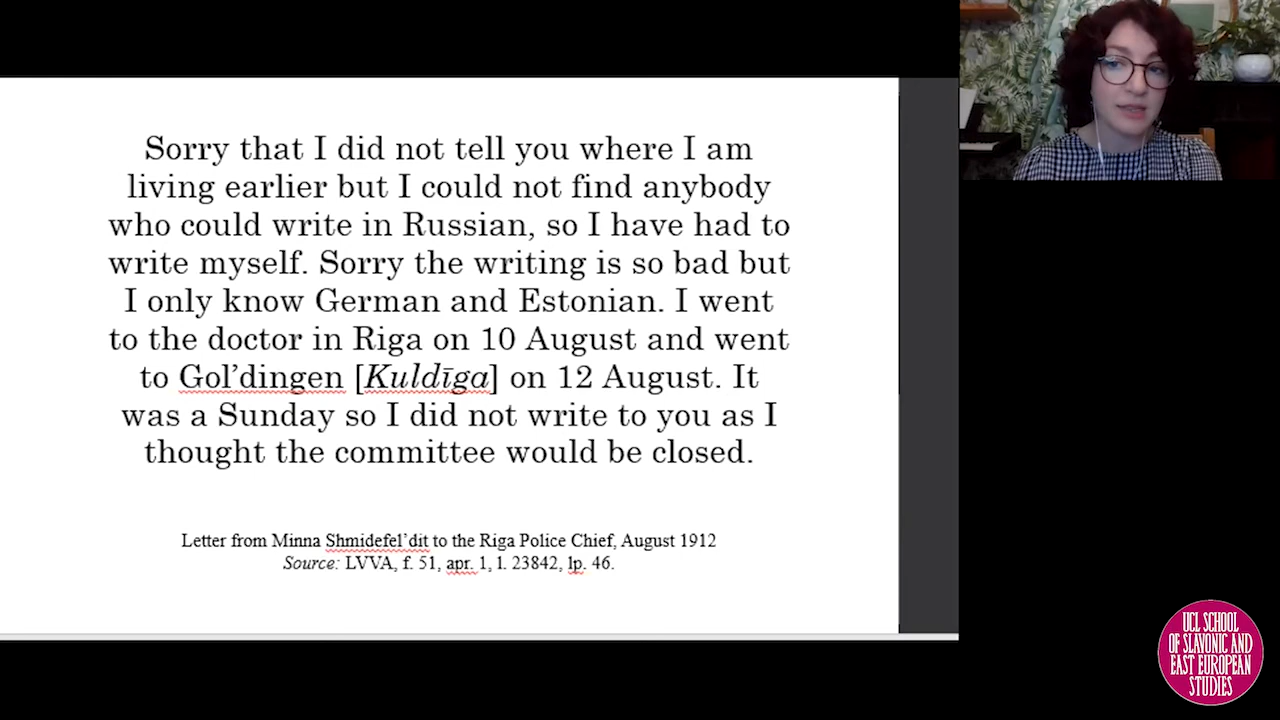 Sorry that I did not tell you where I am
living earlier but I could not find anybody
who could write in Russian, so I have had to
write myself. Sorry the writing is so bad but
I only know German and Estonian. I went
to the doctor in Riga on 10 August and went
to Gol’dingen [Kuldīga] on 12 August. It
was a Sunday so I did not write to you as I
thought the committee would be closed.
Letter from Minna Shmidefel’dit to the Riga Police Chief, August 1912
Source: LVVA, f. 51, apr. 1, l. 23842, lp. 46.
UCL SCHOOL
OF SLAVONIC AND
EAST EUROPEAN
STUDIES